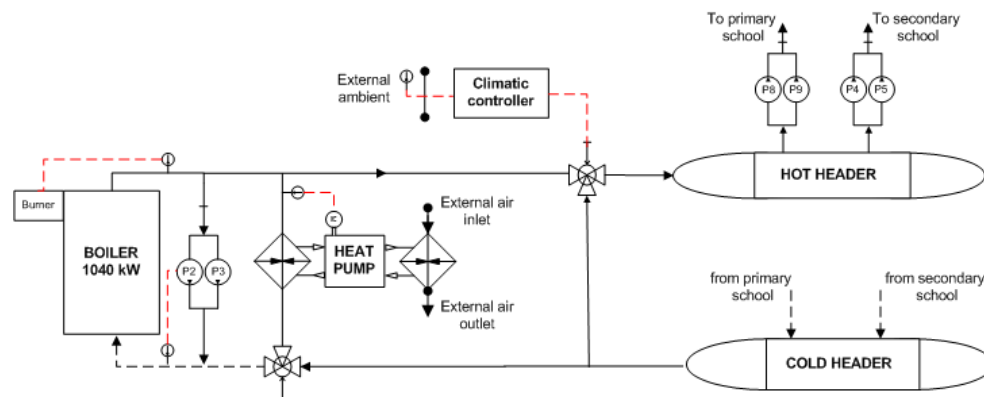 To primary
school
To secondary
school
External
ambient
Climatic
controller
P8
P9
P4
P5
HOT HEADER
Burner
BOILER
1040 kW
P2
P3
External air
inlet
HEAT
PUMP
External air
outlet
from primary
school
from secondary
school
COLD HEADER